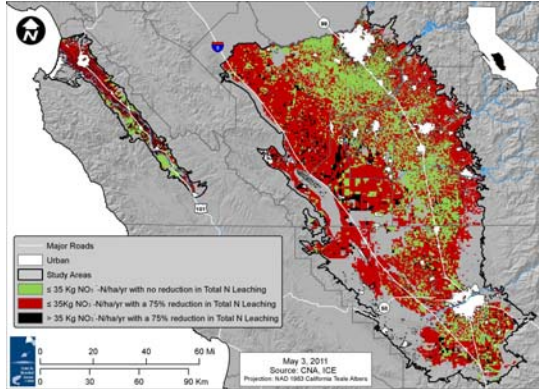 N
99
5
101
66
Major Roads
Urban
Study Areas
≤ 35 Kg NO₃⁻-N/ha/yr with no reduction in Total N Leaching
≤ 35Kg NO₃⁻-N/ha/yr with a 75% reduction in Total N Leaching
> 35 Kg NO₃⁻-N/ha/yr with a 75% reduction in Total N Leaching
0 20 40 60 Mi
0 30 60 90 Km
May 3, 2011
Source: CNA, ICE
Projection: NAD 1983 California Teale Albers